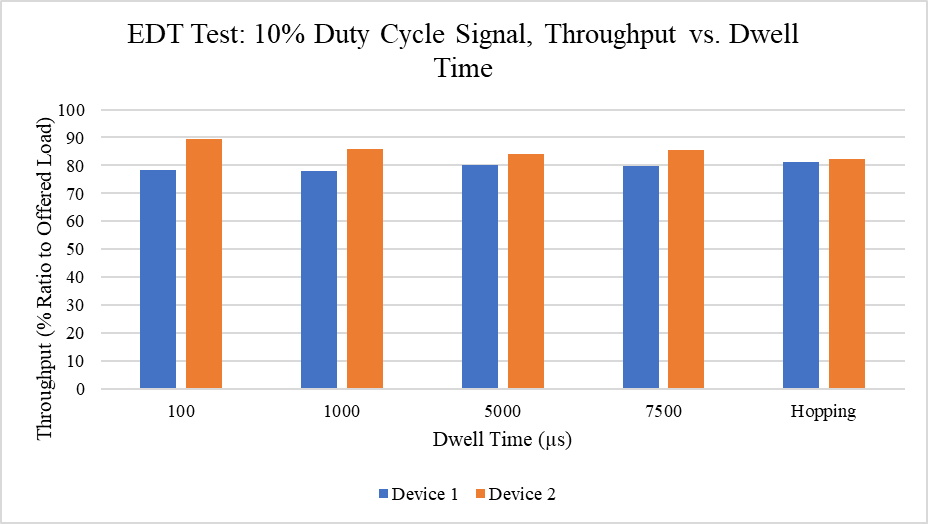 EDT Test: 10% Duty Cycle Signal, Throughput vs. Dwell
Time
Throughput (% Ratio to Offered Load)
100
90
80
70
60
50
40
30
20
10
0
100 1000 5000 7500 Hopping
Dwell Time (µs)
Device 1 Device 2